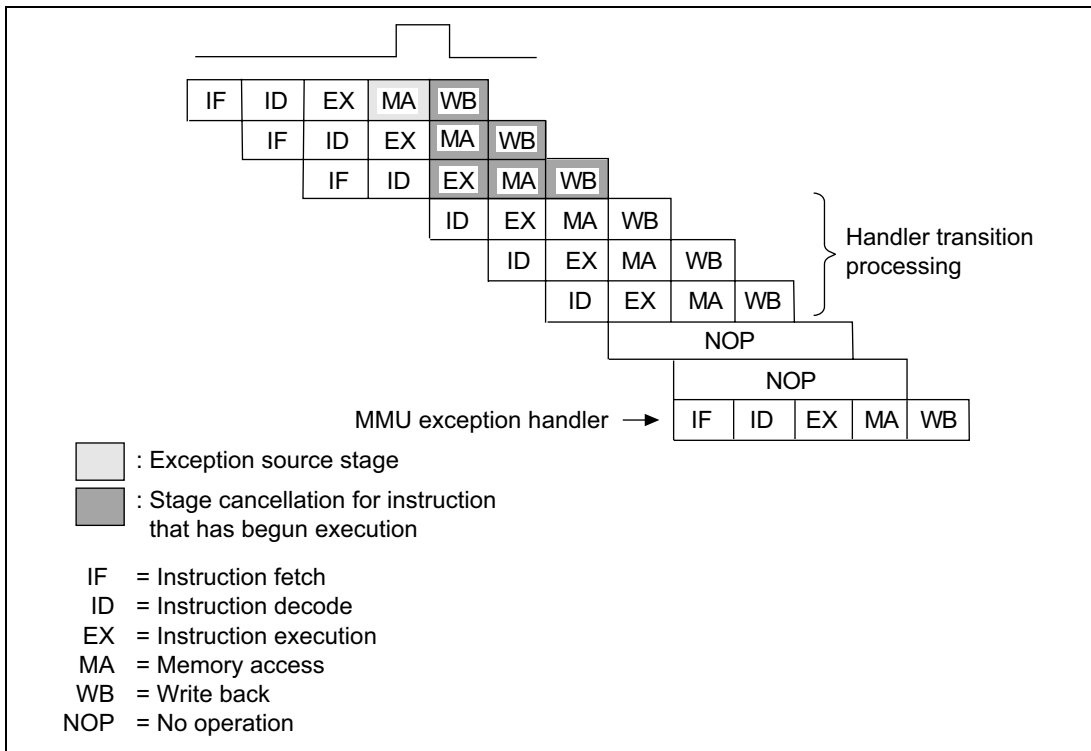 IF ID EX MA WB
IF ID EX MA WB
IF ID EX MA WB
ID EX MA WB
ID EX MA WB
ID EX MA WB
Handler transition
processing
NOP
NOP
MMU exception handler
IF ID EX MA WB
: Exception source stage
: Stage cancellation for instruction
that has begun execution
IF = Instruction fetch
ID = Instruction decode
EX = Instruction execution
MA = Memory access
WB = Write back
NOP = No operation